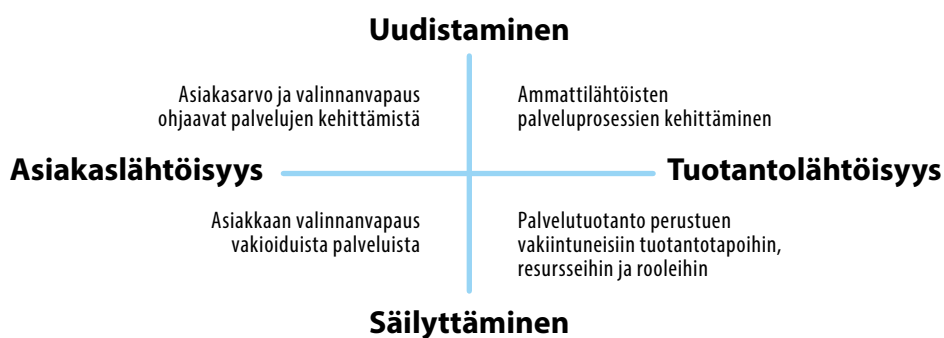 Uudistaminen
Asiakasarvo ja valinnanvapaus
ohjaavat palvelujen kehittämistä
Ammattilähtöisten
palveluprosessien kehittäminen
Asiakaslähtöisyys
Tuotantolähtöisyys
Asiakkaan valinnanvapaus
vakioiduista palveluista
Palvelutuotanto perustuen
vakiintuneisiin tuotantotapoihin,
resursseihin ja rooleihin
Säilyttäminen